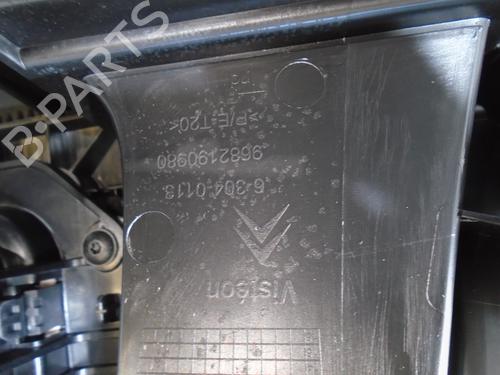 B-PARTS
>P/E-T20<
9682190980
6 304 0113
Visteon